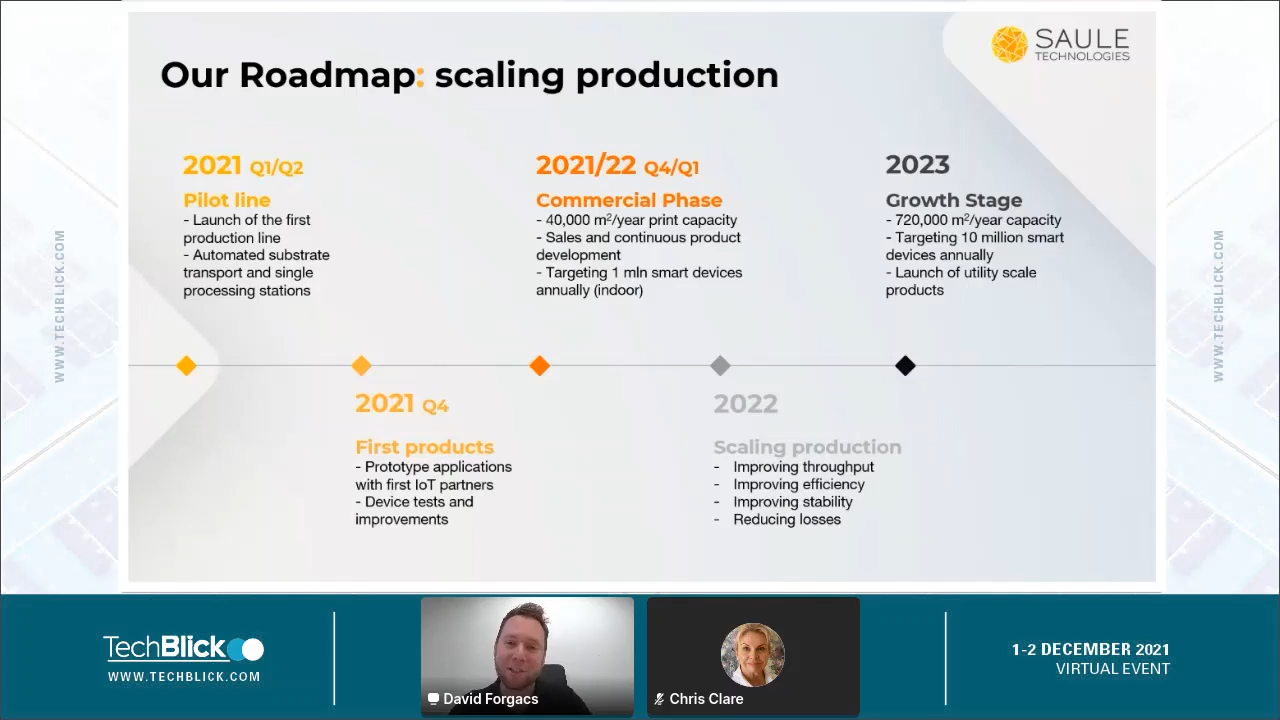 SAULE
TECHNOLOGIES
Our Roadmap: scaling production
2021 Q1/Q2
Pilot line
- Launch of the first
production line
- Automated substrate
transport and single
processing stations
2021/22 Q4/Q1
Commercial Phase
- 40,000 m²/year print capacity
- Sales and continuous product
development
- Targeting 1 mln smart devices
annually (indoor)
2023
Growth Stage
- 720,000 m²/year capacity
- Targeting 10 million smart
devices annually
- Launch of utility scale
products
2021 Q4
First products
- Prototype applications
with first IoT partners
- Device tests and
improvements
2022
Scaling production
- Improving throughput
- Improving efficiency
- Improving stability
- Reducing losses
WWW.TECHBLICK.COM
WWW.TECHBLICK.COM
TechBlick
WWW.TECHBLICK.COM
David Forgacs
Chris Clare
1-2 DECEMBER 2021
VIRTUAL EVENT